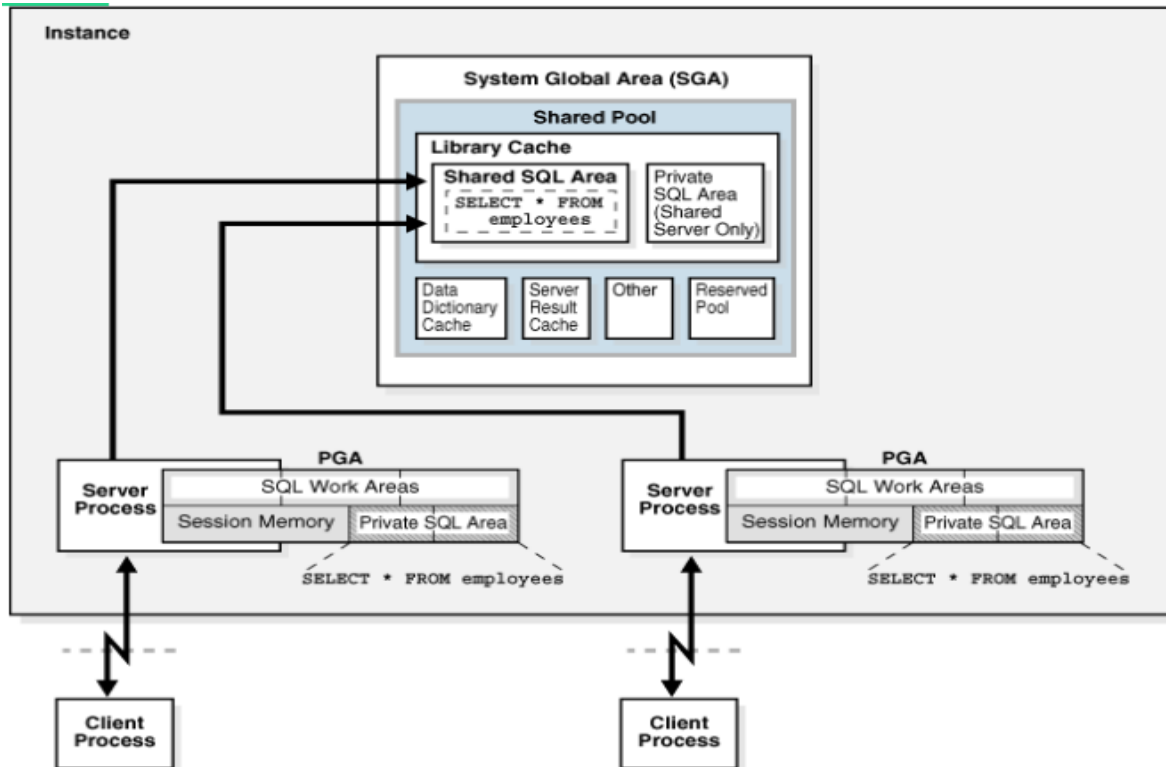 Instance
System Global Area (SGA)
Shared Pool
Library Cache
Shared SQL Area
SELECT * FROM
employees
Private
SQL Area
(Shared
Server Only)
Data
Dictionary
Cache
Server
Result
Cache
Other
Reserved
Pool
PGA
Server
Process
SQL Work Areas
Session Memory
Private SQL Area
SELECT * FROM employees
PGA
Server
Process
SQL Work Areas
Session Memory
Private SQL Area
SELECT * FROM employees
Client
Process
Client
Process